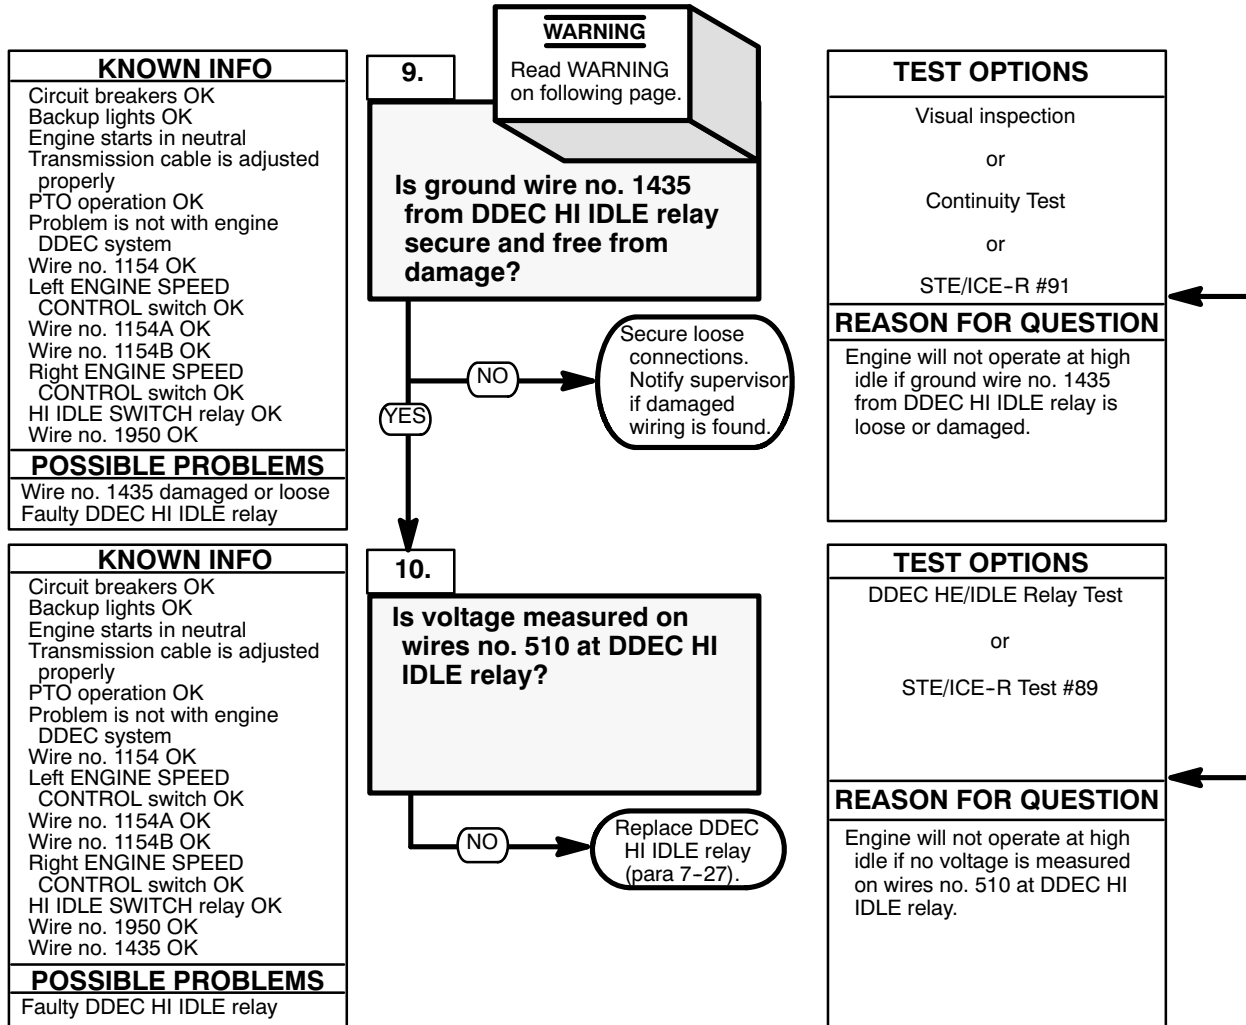 WARNING
Read WARNING
on following page.
KNOWN INFO
Circuit breakers OK
Backup lights OK
Engine starts in neutral
Transmission cable is adjusted
properly
PTO operation OK
Problem is not with engine
DDEC system
Wire no. 1154 OK
Left ENGINE SPEED
CONTROL switch OK
Wire no. 1154A OK
Wire no. 1154B OK
Right ENGINE SPEED
CONTROL switch OK
HI IDLE SWITCH relay OK
Wire no. 1950 OK
POSSIBLE PROBLEMS
Wire no. 1435 damaged or loose
Faulty DDEC HI IDLE relay
9.
Is ground wire no. 1435
from DDEC HI IDLE relay
secure and free from
damage?
NO
Secure loose
connections.
Notify supervisor
if damaged
wiring is found.
YES
TEST OPTIONS
Visual inspection
or
Continuity Test
or
STE/ICE-R #91
REASON FOR QUESTION
Engine will not operate at high
idle if ground wire no. 1435
from DDEC HI IDLE relay is
loose or damaged.
KNOWN INFO
Circuit breakers OK
Backup lights OK
Engine starts in neutral
Transmission cable is adjusted
properly
PTO operation OK
Problem is not with engine
DDEC system
Wire no. 1154 OK
Left ENGINE SPEED
CONTROL switch OK
Wire no. 1154A OK
Wire no. 1154B OK
Right ENGINE SPEED
CONTROL switch OK
HI IDLE SWITCH relay OK
Wire no. 1950 OK
Wire no. 1435 OK
POSSIBLE PROBLEMS
Faulty DDEC HI IDLE relay
10.
Is voltage measured on
wires no. 510 at DDEC HI
IDLE relay?
NO
Replace DDEC
HI IDLE relay
(para 7-27).
TEST OPTIONS
DDEC HE/IDLE Relay Test
or
STE/ICE-R Test #89
REASON FOR QUESTION
Engine will not operate at high
idle if no voltage is measured
on wires no. 510 at DDEC HI
IDLE relay.